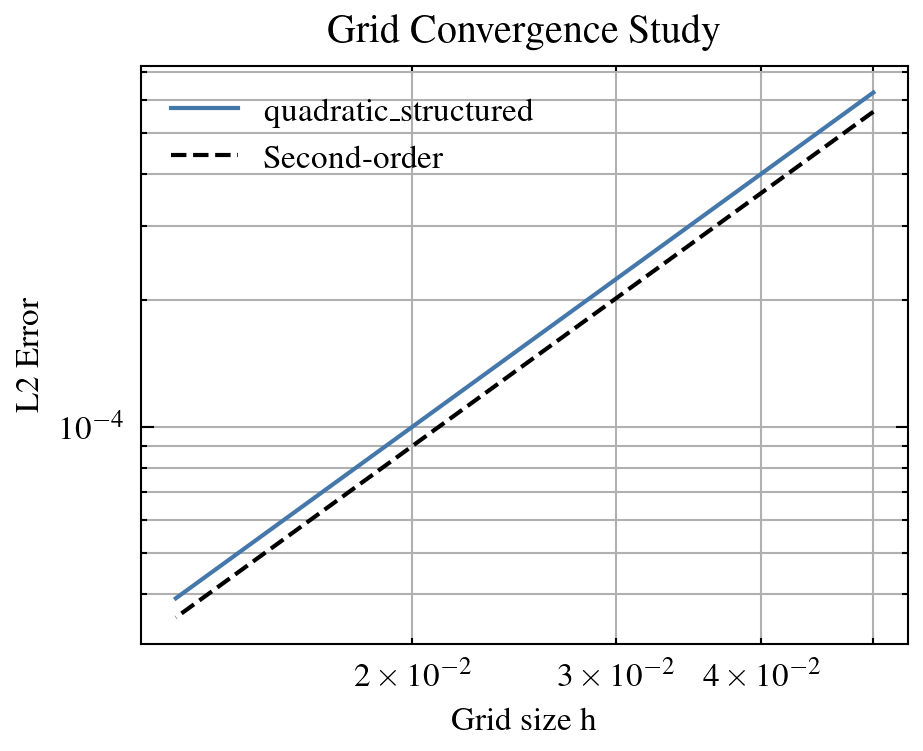 Grid Convergence Study
quadratic_structured
Second-order
L2 Error
10⁻⁴
2 × 10⁻² 3 × 10⁻² 4 × 10⁻²
Grid size h